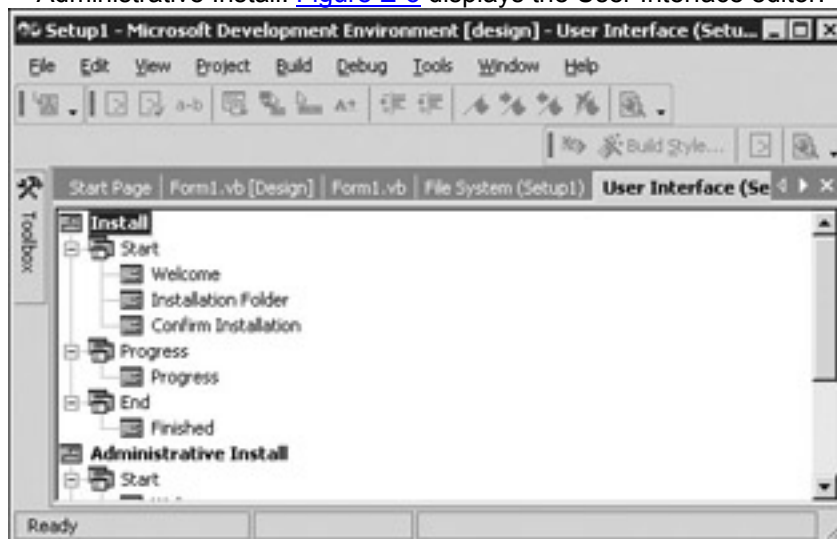 Administrative Install. Figure E-6 displays the User Interface editor.
Setup1 - Microsoft Development Environment [design] - User Interface (Setu...
File Edit View Project Build Debug Tools Window Help
a-b
A+
Build Style...
Toolbox
Start Page Form1.vb [Design] Form1.vb File System (Setup1) User Interface (Se
Install
Start
Welcome
Installation Folder
Confirm Installation
Progress
Progress
End
Finished
Administrative Install
Start
Ready